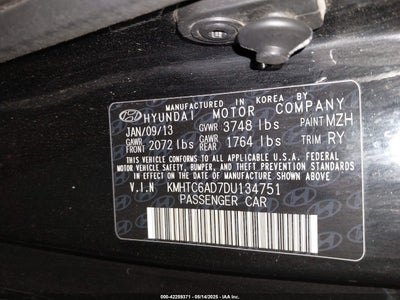 MANUFACTURED IN KOREA BY
HYUNDAI MOTOR COMPANY
JAN/09/13 GVWR 3748 lbs PAINT MZH
GAWR FRONT 2072 lbs GAWR REAR 1764 lbs TRIM RY
THIS VEHICLE CONFORMS TO ALL APPLICABLE U.S.A. FEDERAL
MOTOR VEHICLE SAFETY, BUMPER, AND THEFT PREVENTION STANDARDS
IN EFFECT ON THE DATE OF MANUFACTURE SHOWN ABOVE.
V.I.N KMHTC6AD7DU134751
PASSENGER CAR
000-42209371 - 05/14/2025 - IAA Inc. (US)